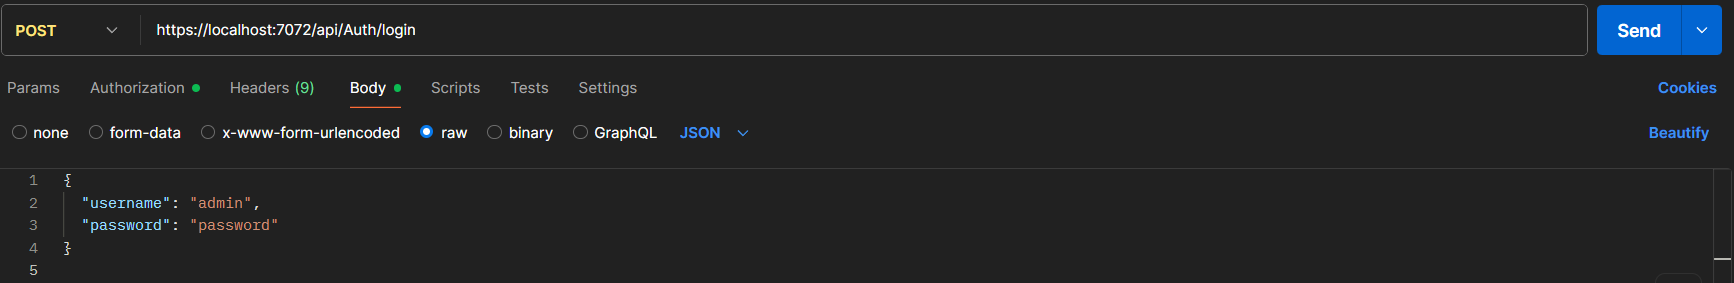 POST https://localhost:7072/api/Auth/login Send
Params Authorization Headers (9) Body Scripts Tests Settings Cookies
none form-data x-www-form-urlencoded raw binary GraphQL JSON Beautify
1 {
2 "username": "admin",
3 "password": "password"
4 }
5